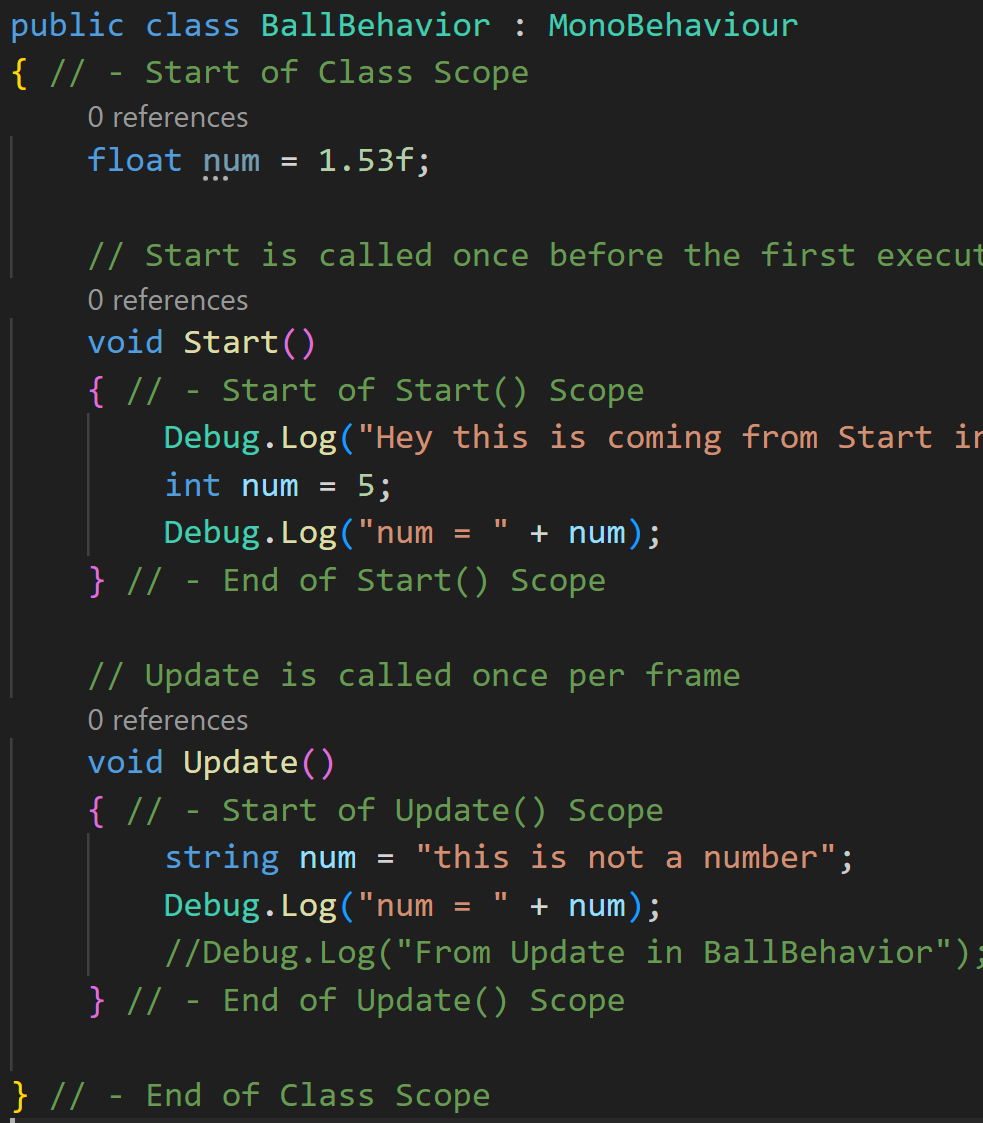 public class BallBehavior : MonoBehaviour
{ // - Start of Class Scope
0 references
float num = 1.53f;
// Start is called once before the first
0 references
void Start()
{ // - Start of Start() Scope
Debug.Log("Hey this is coming from Start
int num = 5;
Debug.Log("num = " + num);
} // - End of Start() Scope
// Update is called once per frame
0 references
void Update()
{ // - Start of Update() Scope
string num = "this is not a number";
Debug.Log("num = " + num);
//Debug.Log("From Update in BallBehavior");
} // - End of Update() Scope
} // - End of Class Scope